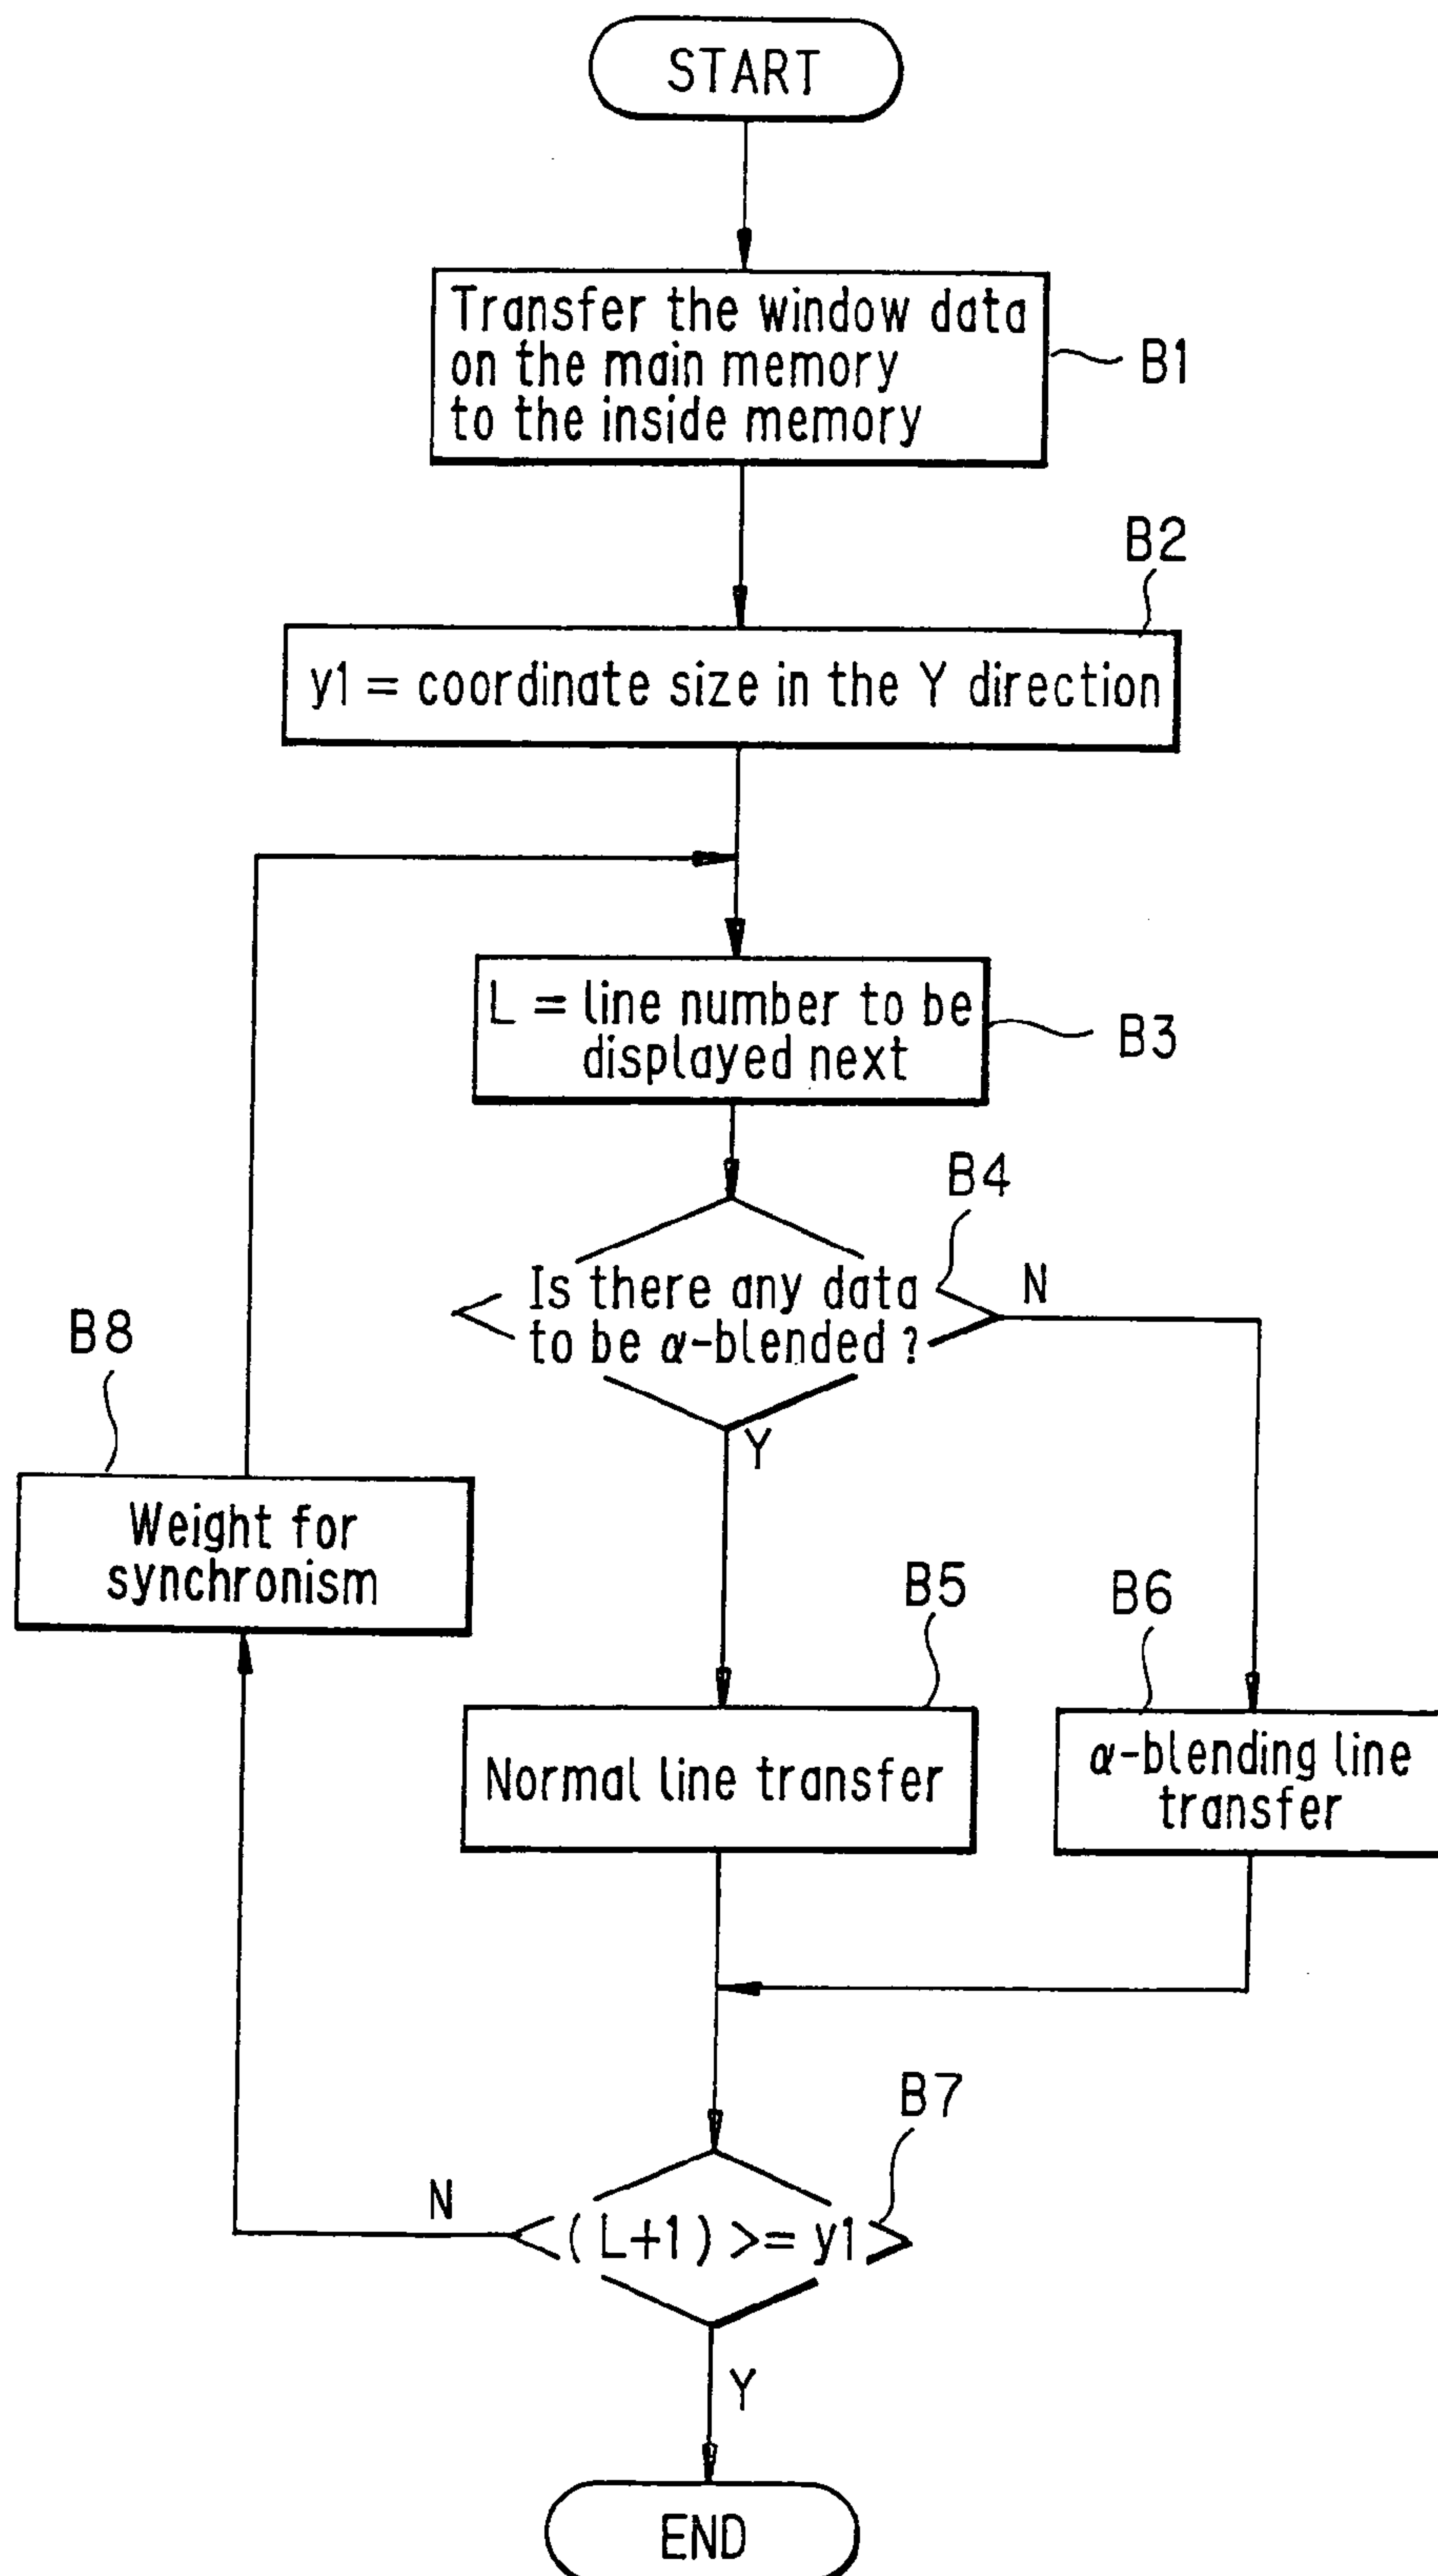 START
Transfer the window data
on the main memory
to the inside memory
B1
B2
y1 = coordinate size in the Y direction
L = line number to be
displayed next
B3
B4
Is there any data
to be α-blended ?
N
Y
B8
Weight for
synchronism
B5
Normal line transfer
B6
α-blending line
transfer
B7
(L+1) >= y1
N
Y
END